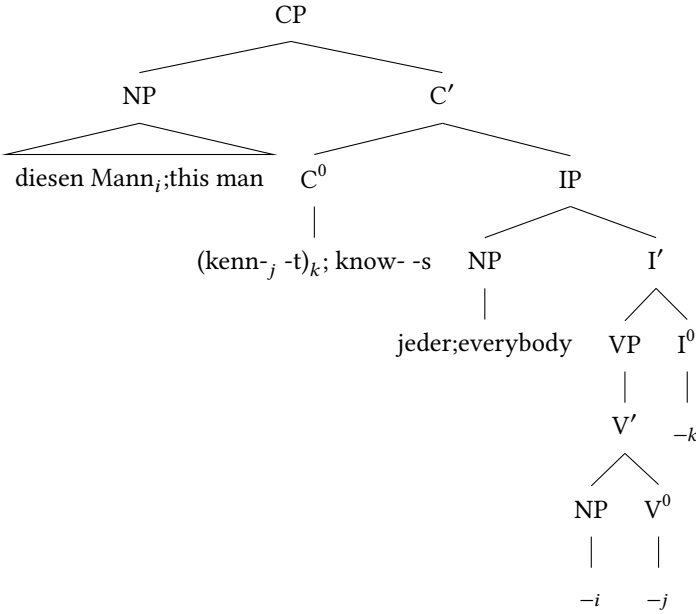 CP
NP C′
diesen Mannᵢ;this man C⁰ IP
(kenn-ⱼ -t)ₖ; know- -s NP I′
jeder;everybody VP I⁰
V′ −ₖ
NP V⁰
−ᵢ −ⱼ